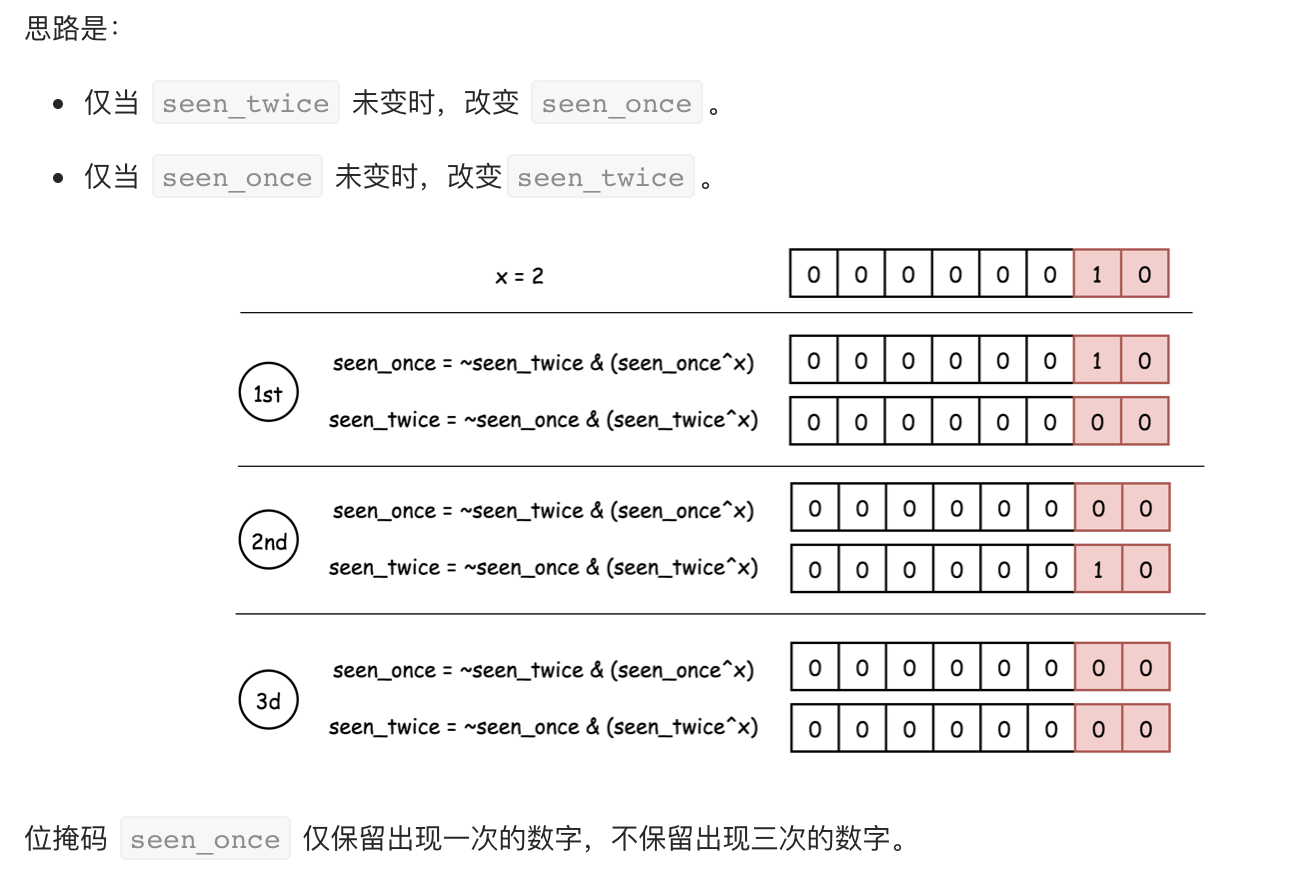 思路是：
• 仅当 seen_twice 未变时，改变 seen_once 。
• 仅当 seen_once 未变时，改变 seen_twice 。
x = 2 0 0 0 0 0 0 1 0
1st
seen_once = ~seen_twice & (seen_once^x) 0 0 0 0 0 0 1 0
seen_twice = ~seen_once & (seen_twice^x) 0 0 0 0 0 0 0 0
2nd
seen_once = ~seen_twice & (seen_once^x) 0 0 0 0 0 0 0 0
seen_twice = ~seen_once & (seen_twice^x) 0 0 0 0 0 0 1 0
3d
seen_once = ~seen_twice & (seen_once^x) 0 0 0 0 0 0 0 0
seen_twice = ~seen_once & (seen_twice^x) 0 0 0 0 0 0 0 0
位掩码 seen_once 仅保留出现一次的数字，不保留出现三次的数字。